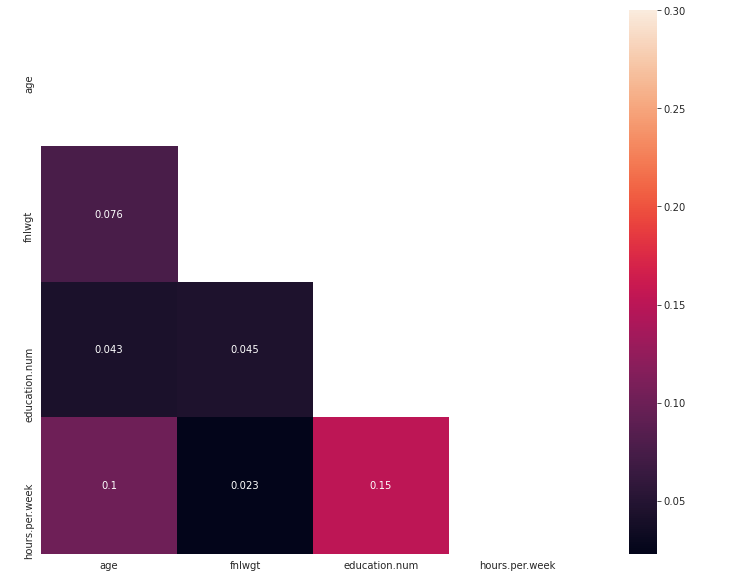 age
fnlwgt
education.num
hours.per.week
0.076
0.043 0.045
0.1 0.023 0.15
age fnlwgt education.num hours.per.week
0.30
0.25
0.20
0.15
0.10
0.05